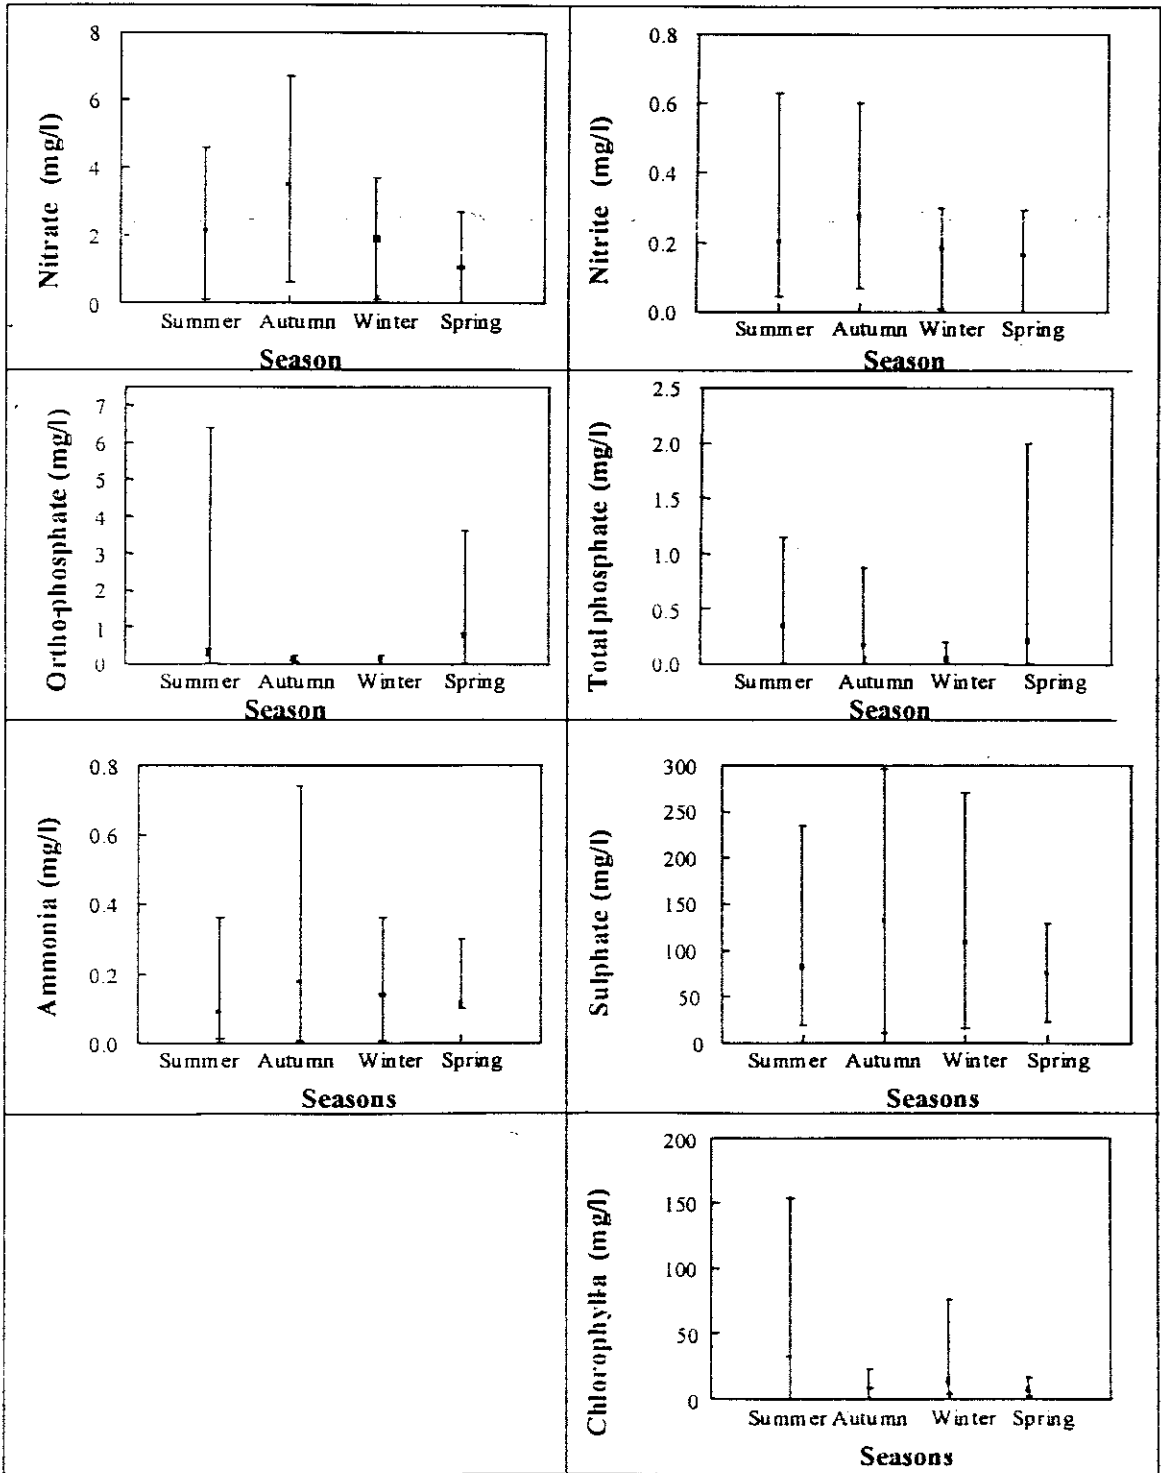 Nitrate (mg/l)
8
6
4
2
0
Summer Autumn Winter Spring
Season
Nitrite (mg/l)
0.8
0.6
0.4
0.2
0.0
Summer Autumn Winter Spring
Season
Ortho-phosphate (mg/l)
7
6
5
4
3
2
1
0
Summer Autumn Winter Spring
Season
Total phosphate (mg/l)
2.5
2.0
1.5
1.0
0.5
0.0
Summer Autumn Winter Spring
Season
Ammonia (mg/l)
0.8
0.6
0.4
0.2
0.0
Summer Autumn Winter Spring
Seasons
Sulphate (mg/l)
300
250
200
150
100
50
0
Summer Autumn Winter Spring
Seasons
Chlorophyll-a (mg/l)
200
150
100
50
0
Summer Autumn Winter Spring
Seasons